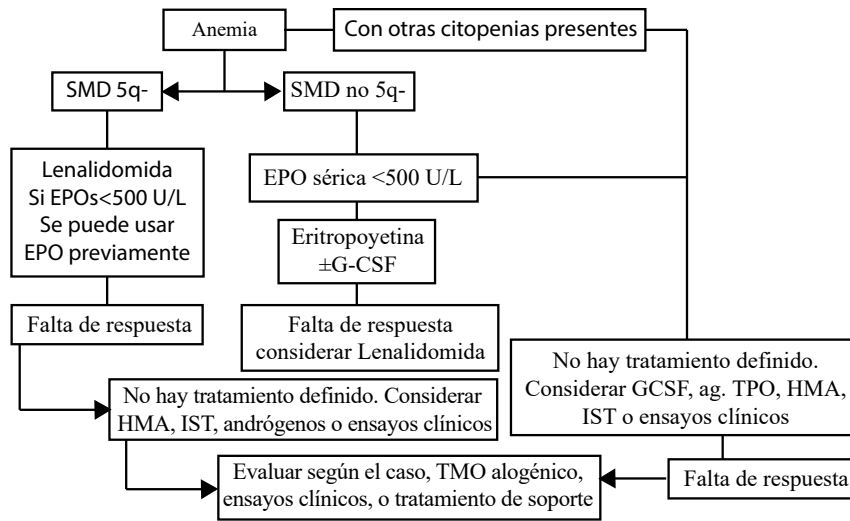 Anemia
Con otras citopenias presentes
SMD 5q-
SMD no 5q-
Lenalidomida
Si EPOs<500 U/L
Se puede usar
EPO previamente
EPO sérica <500 U/L
Eritropoyetina
±G-CSF
Falta de respuesta
Falta de respuesta
considerar Lenalidomida
No hay tratamiento definido.
Considerar GCSF, ag. TPO, HMA,
IST o ensayos clínicos
No hay tratamiento definido. Considerar
HMA, IST, andrógenos o ensayos clínicos
Evaluar según el caso, TMO alogénico,
ensayos clínicos, o tratamiento de soporte
Falta de respuesta